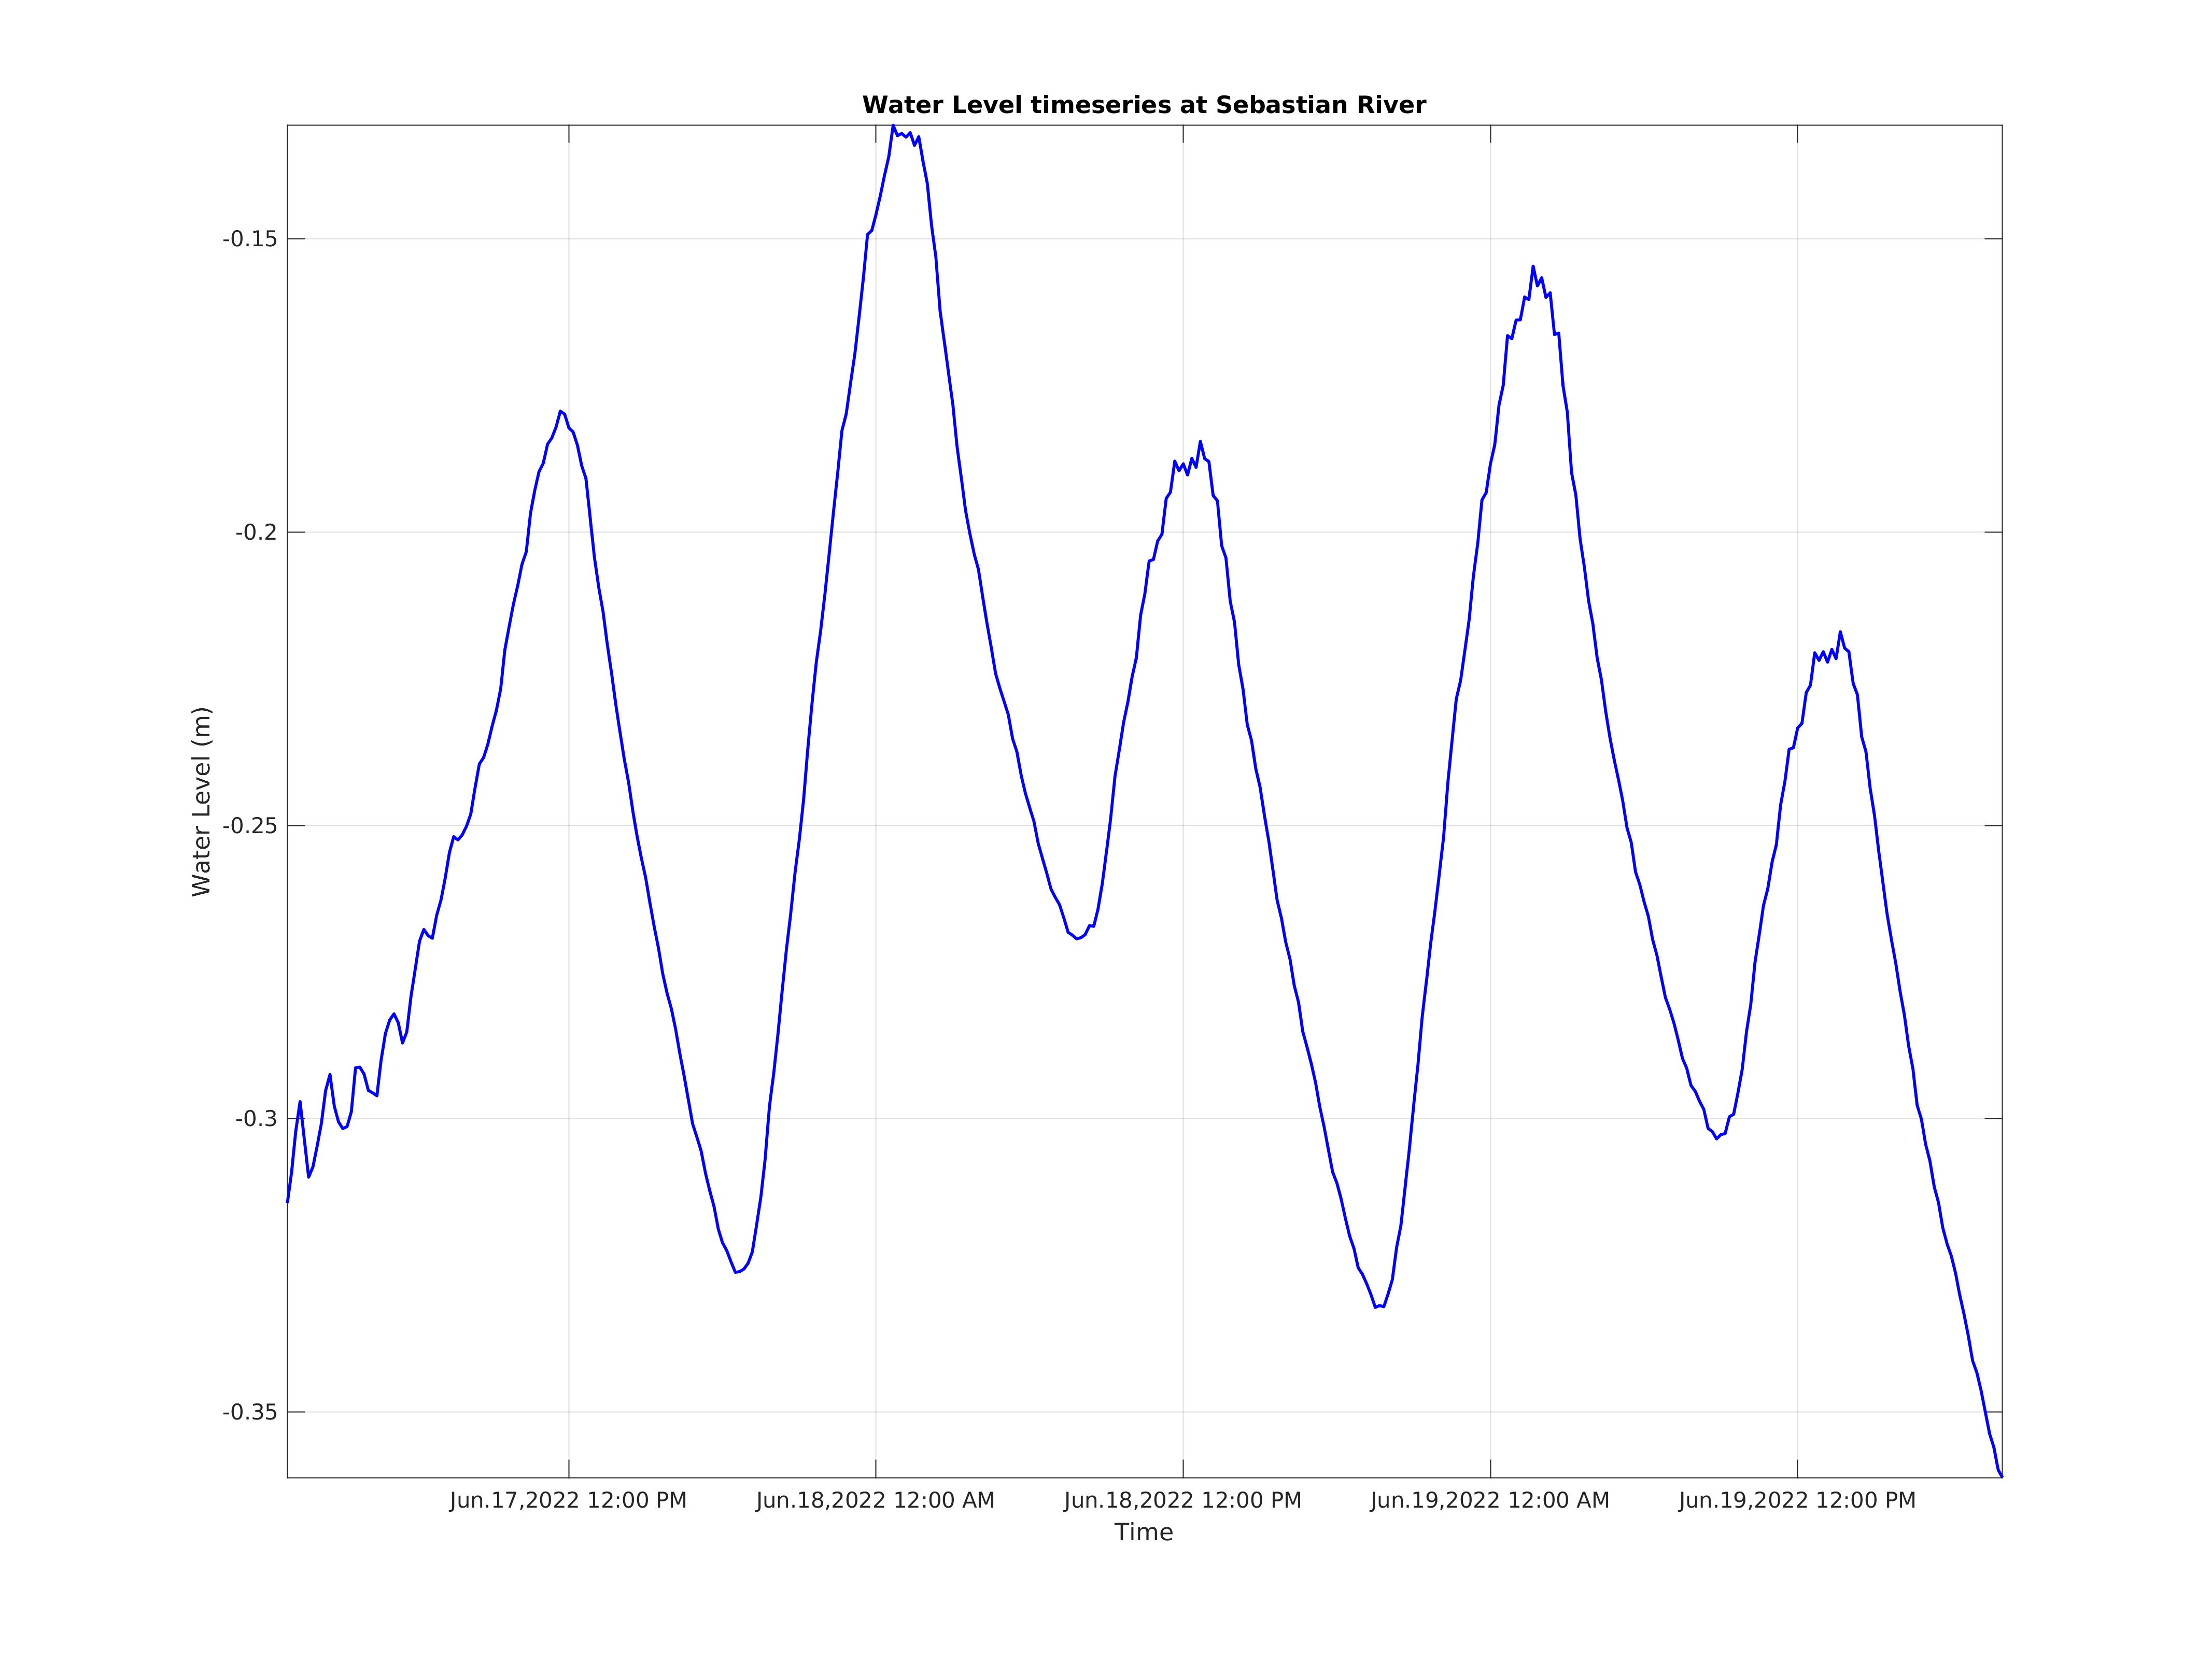 Water Level timeseries at Sebastian River
-0.15
-0.2
-0.25
-0.3
-0.35
Water Level (m)
Jun.17,2022 12:00 PM
Jun.18,2022 12:00 AM
Jun.18,2022 12:00 PM
Jun.19,2022 12:00 AM
Jun.19,2022 12:00 PM
Time